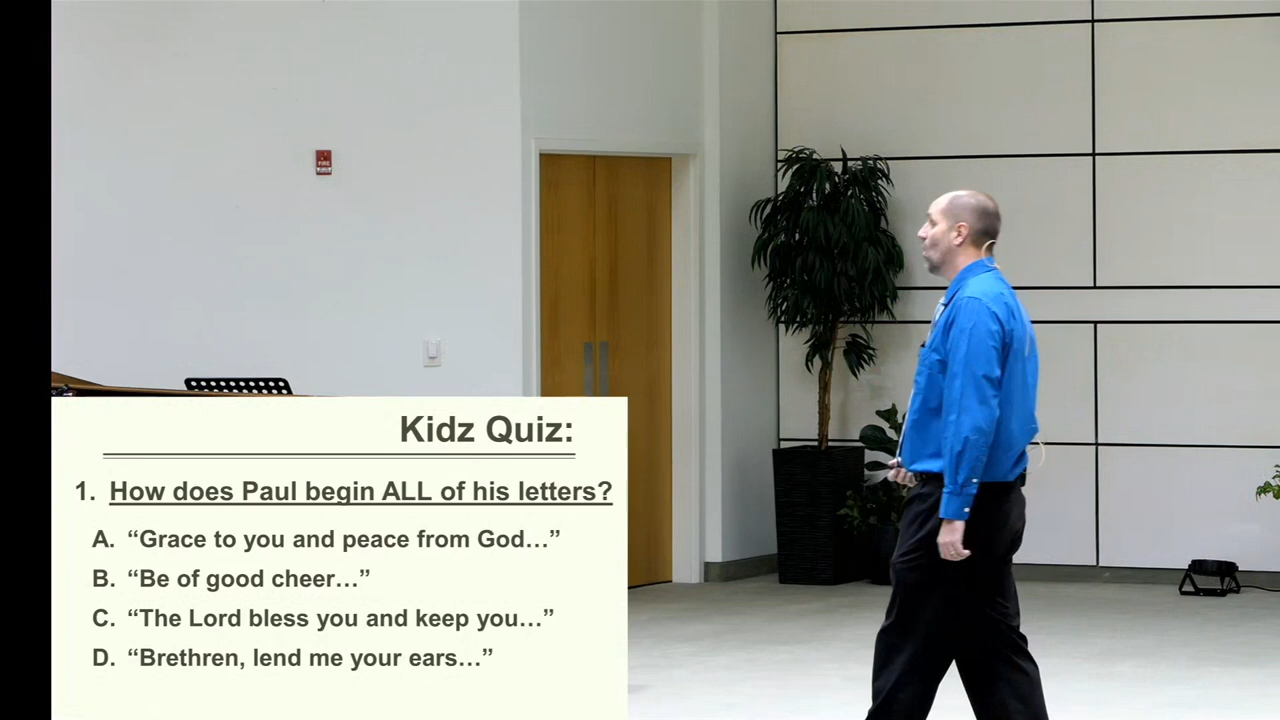 FIRE
Kidz Quiz:
1. How does Paul begin ALL of his letters?
A. “Grace to you and peace from God…”
B. “Be of good cheer…”
C. “The Lord bless you and keep you…”
D. “Brethren, lend me your ears…”